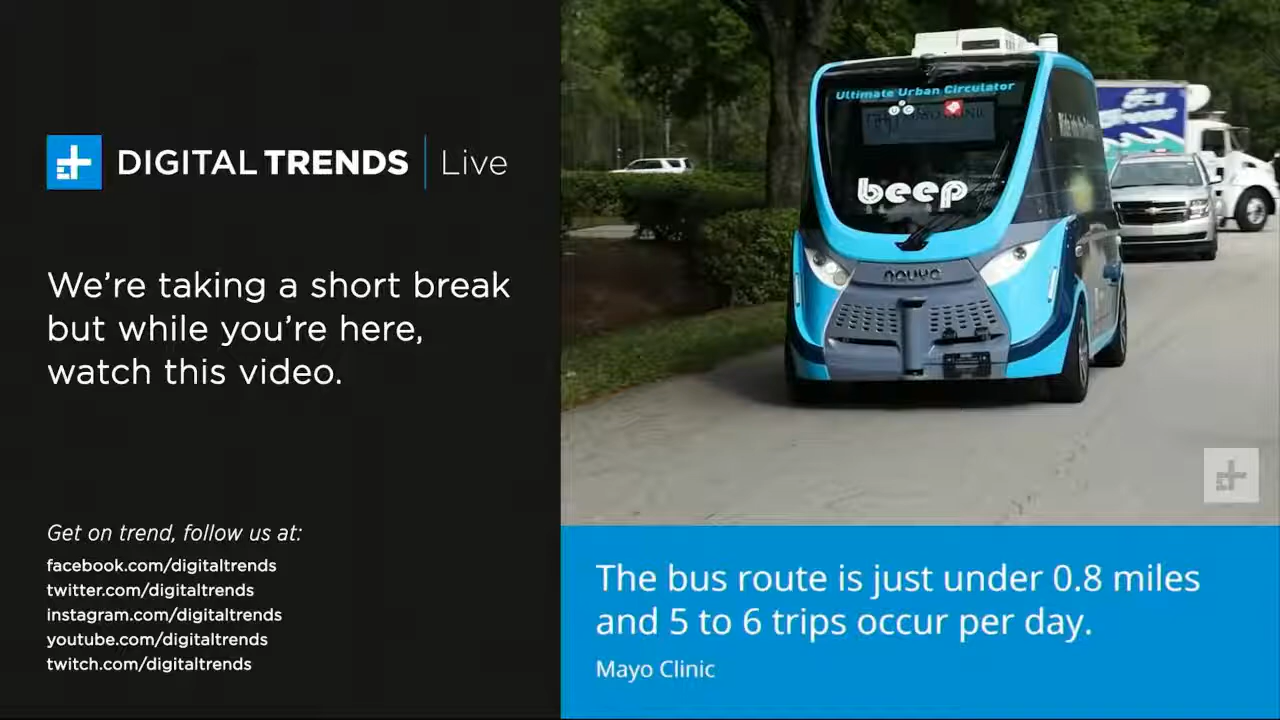 DIGITAL TRENDS Live
We’re taking a short break
but while you’re here,
watch this video.
Get on trend, follow us at:
facebook.com/digitaltrends
twitter.com/digitaltrends
instagram.com/digitaltrends
youtube.com/digitaltrends
twitch.com/digitaltrends
Ultimate Urban Circulator
beep
The bus route is just under 0.8 miles
and 5 to 6 trips occur per day.
Mayo Clinic